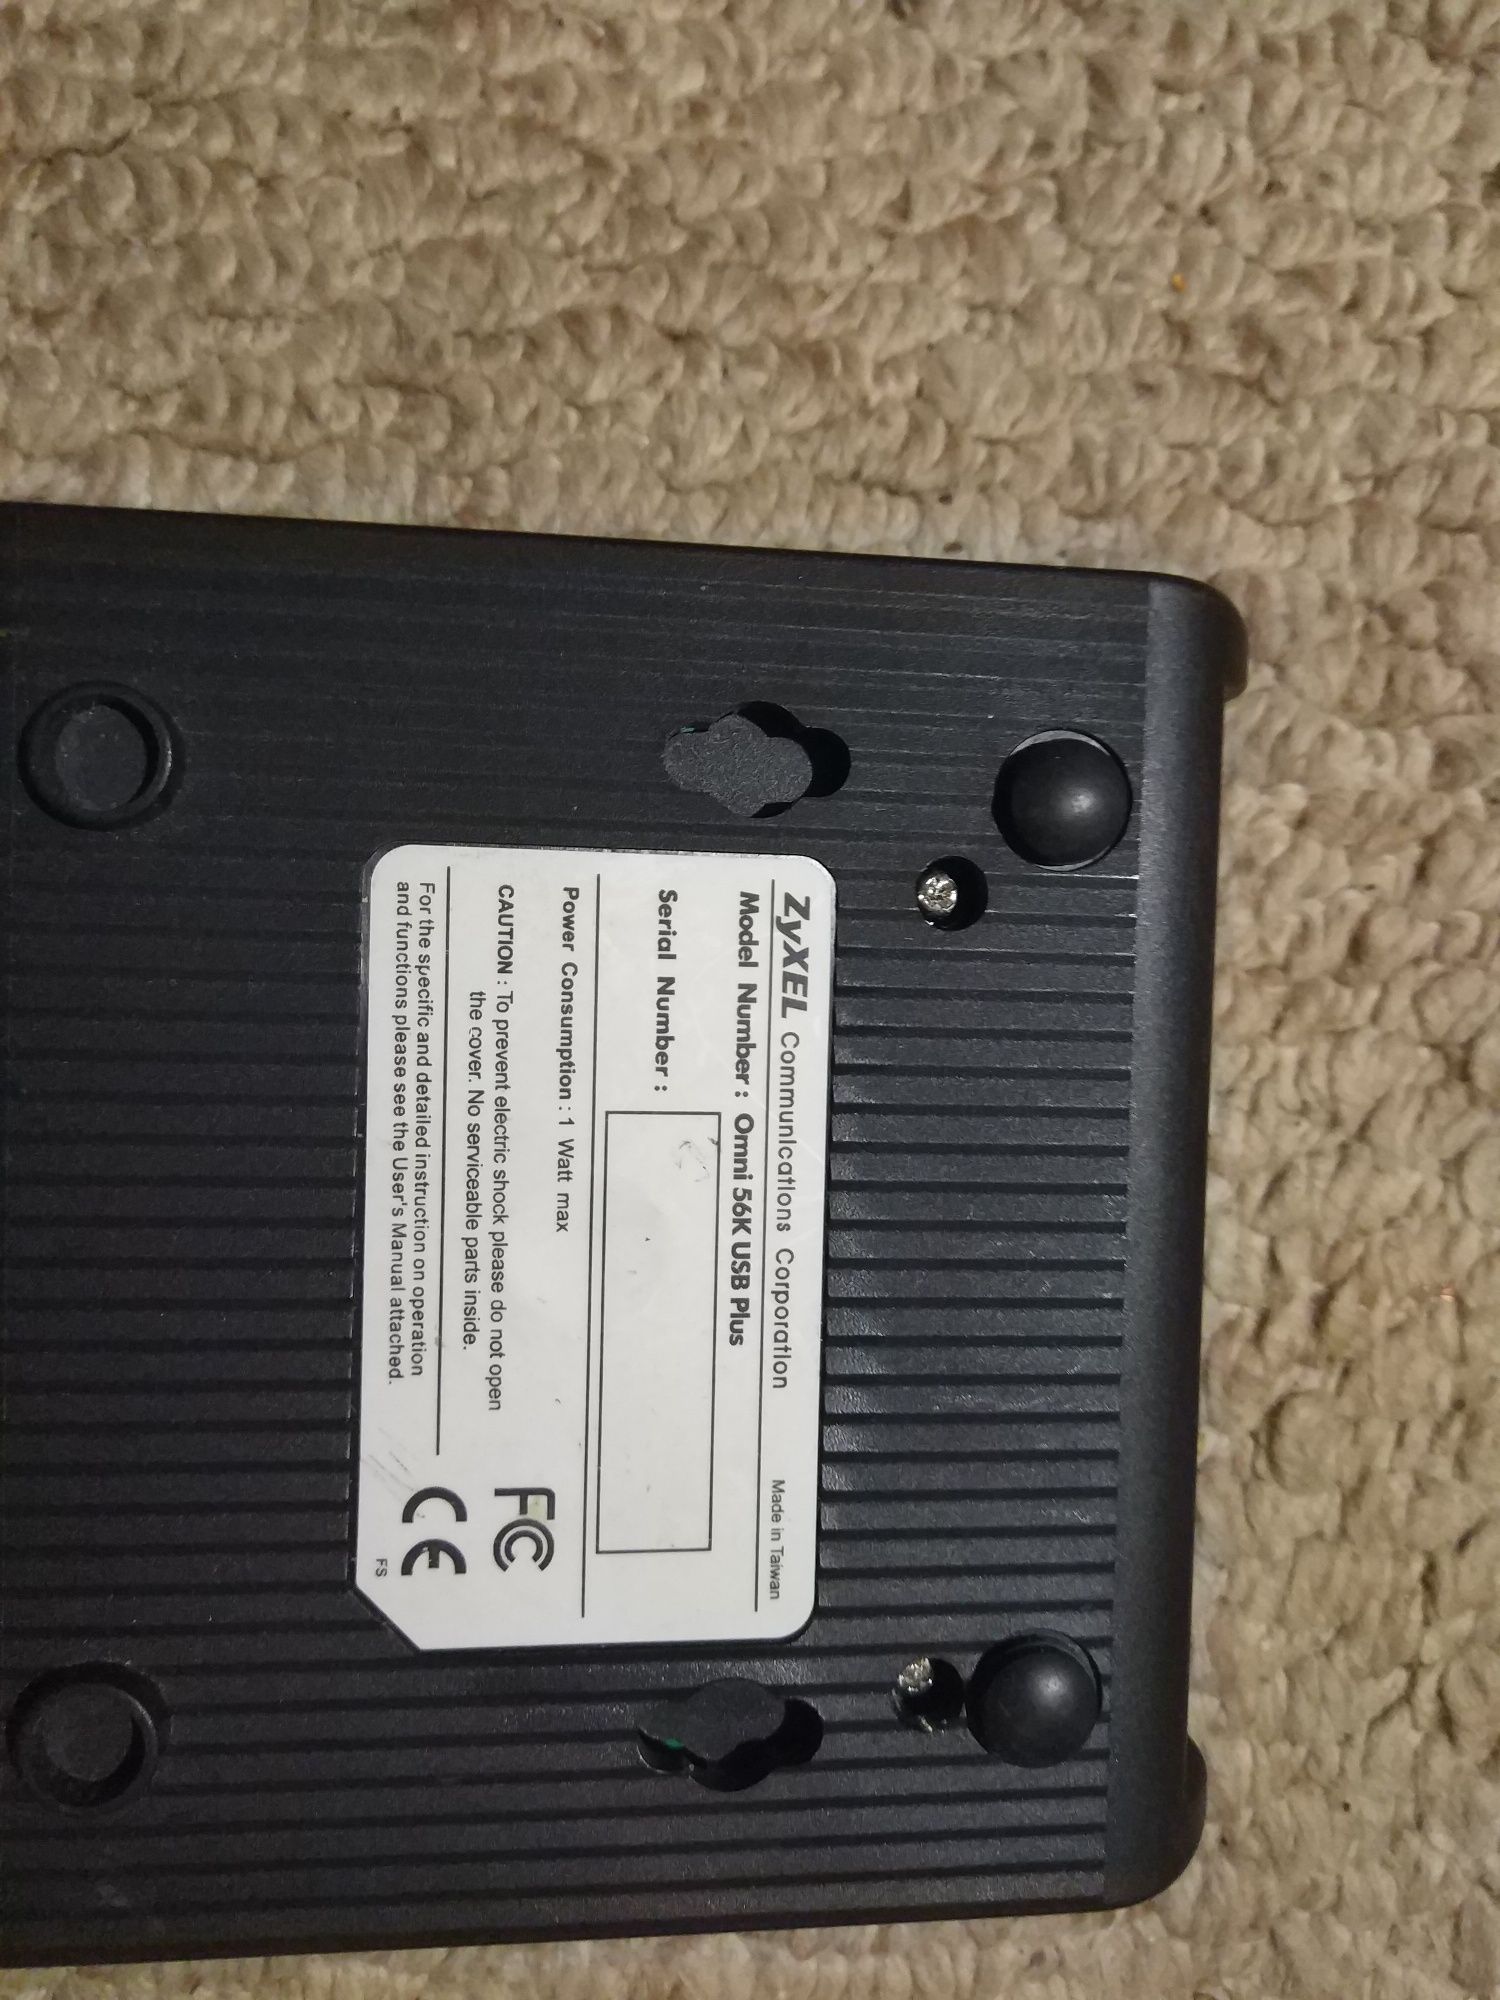 ZyXEL Communications Corporation Made in Taiwan
Model Number : Omni 56K USB Plus
Serial Number :
Power Consumption : 1 Watt max
CAUTION : To prevent electric shock please do not open
the cover. No serviceable parts inside.
For the specific and detailed instruction on operation
and functions please see the User's Manual attached.
FC
CE
FS